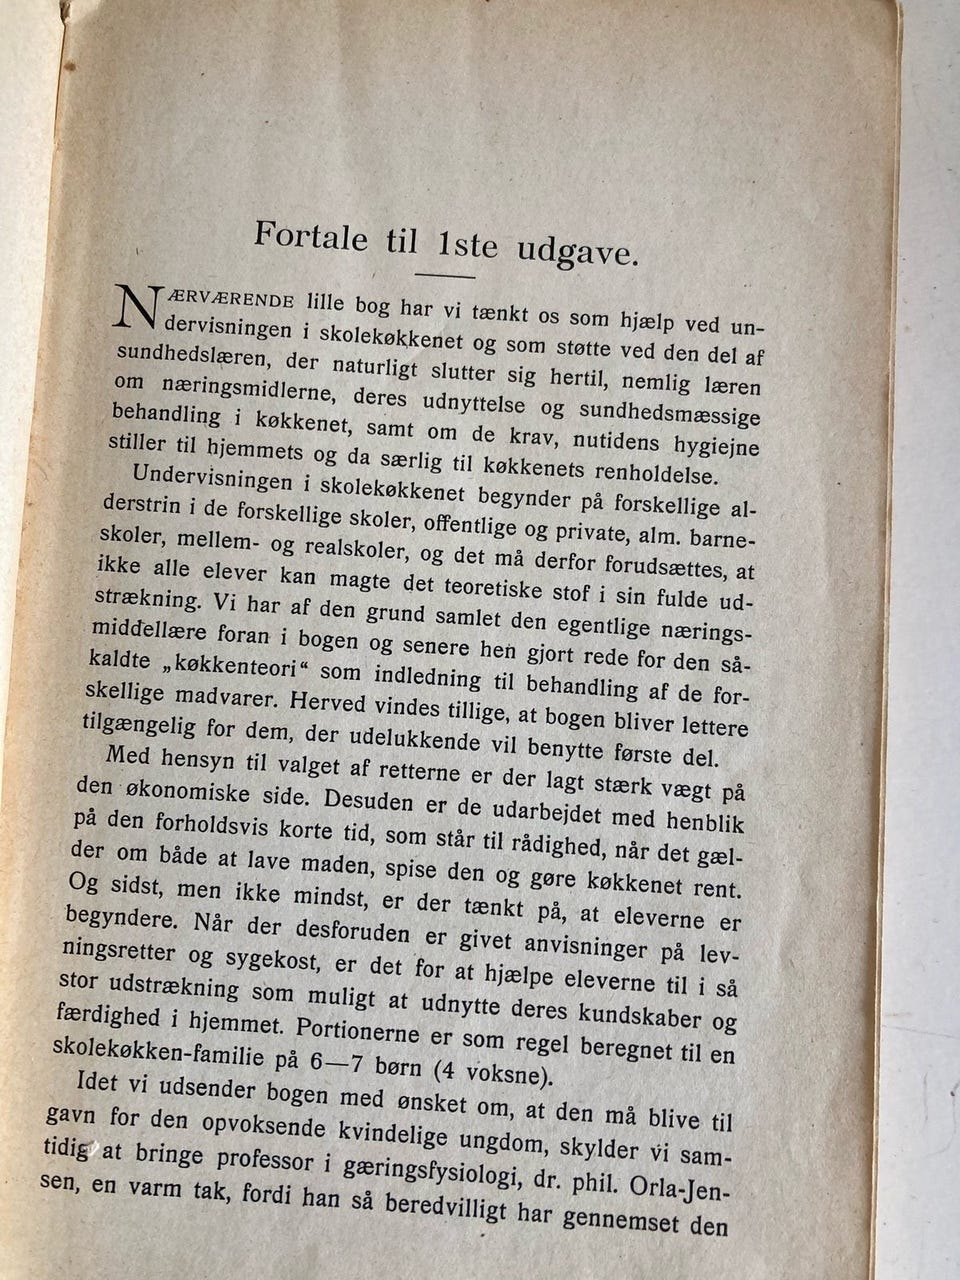 Fortale til 1ste udgave.
NÆRVÆRENDE lille bog har vi tænkt os som hjælp ved un-
dervisningen i skolekøkkenet og som støtte ved den del af
sundhedslæren, der naturligt slutter sig hertil, nemlig læren
om næringsmidlerne, deres udnyttelse og sundhedsmæssige
behandling i køkkenet, samt om de krav, nutidens hygiejne
stiller til hjemmets og da særlig til køkkenets renholdelse.
Undervisningen i skolekøkkenet begynder på forskellige al-
derstrin i de forskellige skoler, offentlige og private, alm. barne-
skoler, mellem- og realskoler, og det må derfor forudsættes, at
ikke alle elever kan magte det teoretiske stof i sin fulde ud-
strækning. Vi har af den grund samlet den egentlige nærings-
middellære foran i bogen og senere hen gjort rede for den så-
kaldte „køkkenteori“ som indledning til behandling af de for-
skellige madvarer. Herved vindes tillige, at bogen bliver lettere
tilgængelig for dem, der udelukkende vil benytte første del.
Med hensyn til valget af retterne er der lagt stærk vægt på
den økonomiske side. Desuden er de udarbejdet med henblik
på den forholdsvis korte tid, som står til rådighed, når det gæl-
der om både at lave maden, spise den og gøre køkkenet rent.
Og sidst, men ikke mindst, er der tænkt på, at eleverne er
begyndere. Når der desforuden er givet anvisninger på lev-
ningsretter og sygekost, er det for at hjælpe eleverne til i så
stor udstrækning som muligt at udnytte deres kundskaber og
færdighed i hjemmet. Portionerne er som regel beregnet til en
skolekøkken-familie på 6—7 børn (4 voksne).
Idet vi udsender bogen med ønsket om, at den må blive til
gavn for den opvoksende kvindelige ungdom, skylder vi sam-
tidig at bringe professor i gæringsfysiologi, dr. phil. Orla-Jen-
sen, en varm tak, fordi han så beredvilligt har gennemset den